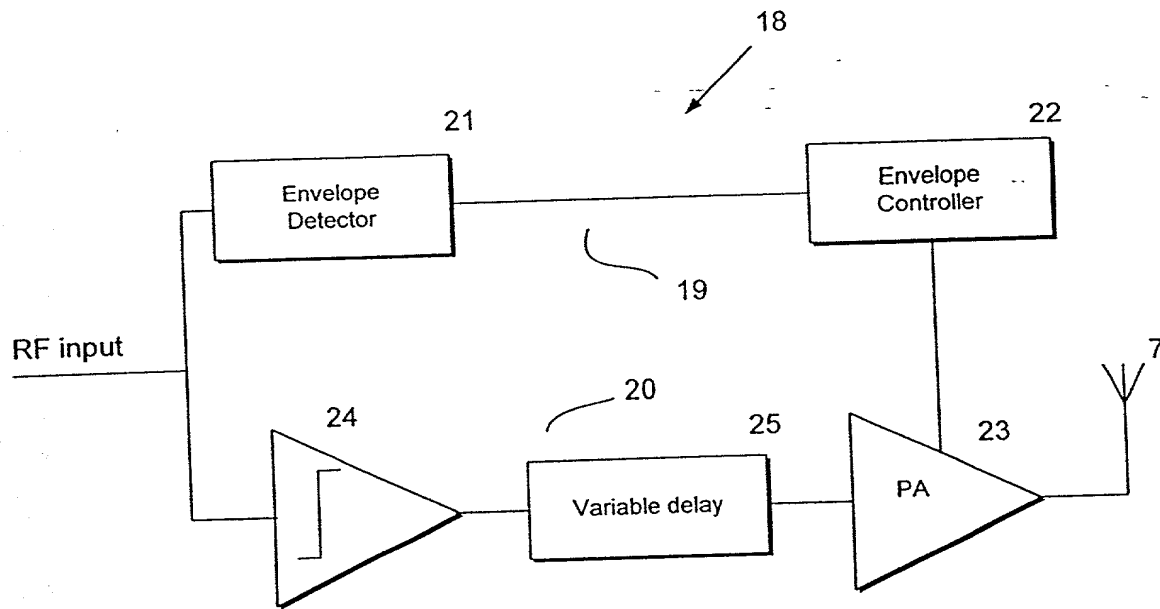 18
21
22
Envelope
Detector
Envelope
Controller
19
RF input
7
24
20
25
23
Variable delay
PA